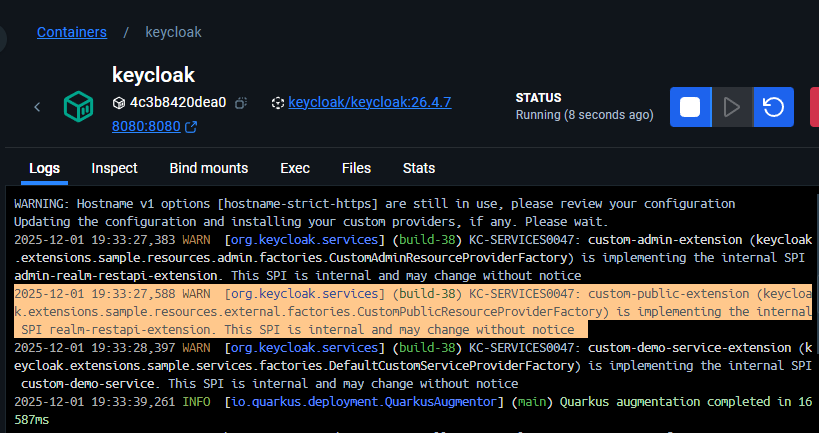 Containers / keycloak
keycloak
4c3b8420dea0 keycloak/keycloak:26.4.7
8080:8080
STATUS
Running (8 seconds ago)
Logs Inspect Bind mounts Exec Files Stats
WARNING: Hostname v1 options [hostname-strict-https] are still in use, please review your configuration
Updating the configuration and installing your custom providers, if any. Please wait.
2025-12-01 19:33:27,383 WARN  [org.keycloak.services] (build-38) KC-SERVICES0047: custom-admin-extension (keycloak
.extensions.sample.resources.admin.factories.CustomAdminResourceProviderFactory) is implementing the internal SPI
admin-realm-restapi-extension. This SPI is internal and may change without notice
2025-12-01 19:33:27,588 WARN  [org.keycloak.services] (build-38) KC-SERVICES0047: custom-public-extension (keycloa
k.extensions.sample.resources.external.factories.CustomPublicResourceProviderFactory) is implementing the internal
SPI realm-restapi-extension. This SPI is internal and may change without notice
2025-12-01 19:33:28,397 WARN  [org.keycloak.services] (build-38) KC-SERVICES0047: custom-demo-service-extension (k
eycloak.extensions.sample.services.factories.DefaultCustomServiceProviderFactory) is implementing the internal SPI
custom-demo-service. This SPI is internal and may change without notice
2025-12-01 19:33:39,261 INFO  [io.quarkus.deployment.QuarkusAugmentor] (main) Quarkus augmentation completed in 16
587ms